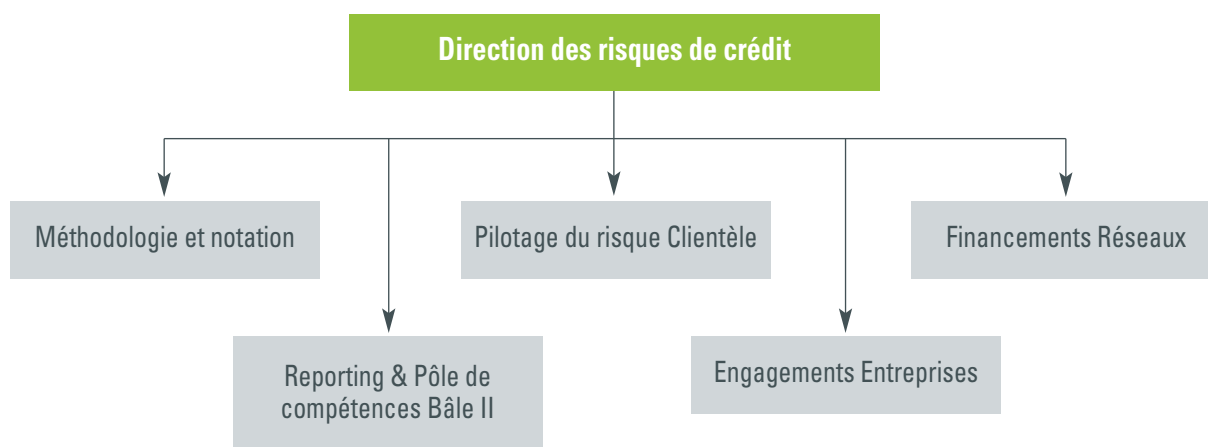 Direction des risques de crédit
Méthodologie et notation
Pilotage du risque Clientèle
Financements Réseaux
Reporting & Pôle de
compétences Bâle II
Engagements Entreprises